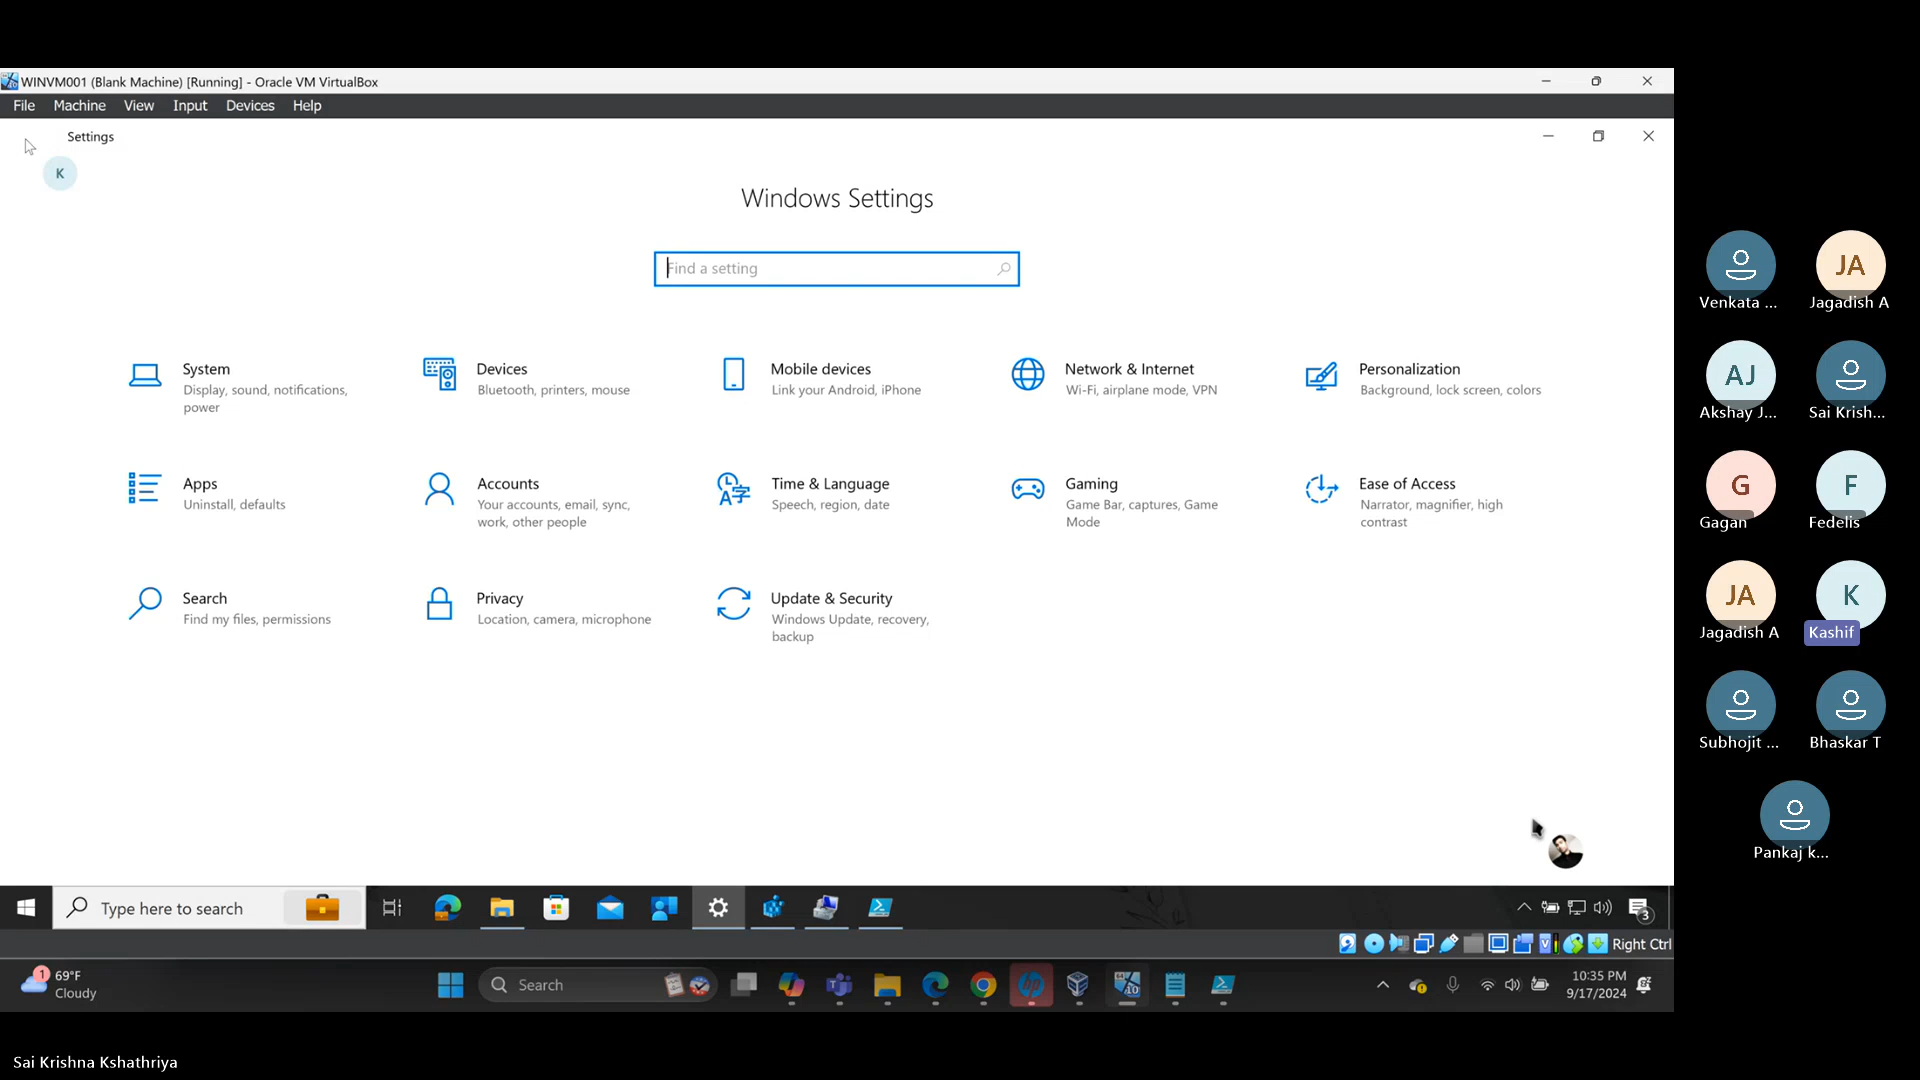 WINVM001 (Blank Machine) [Running] - Oracle VM VirtualBox
File Machine View Input Devices Help
Settings
K
Windows Settings
Find a setting
System
Display, sound, notifications,
power
Devices
Bluetooth, printers, mouse
Mobile devices
Link your Android, iPhone
Network & Internet
Wi-Fi, airplane mode, VPN
Personalization
Background, lock screen, colors
Apps
Uninstall, defaults
Accounts
Your accounts, email, sync,
work, other people
Time & Language
Speech, region, date
Gaming
Game Bar, captures, Game
Mode
Ease of Access
Narrator, magnifier, high
contrast
Search
Find my files, permissions
Privacy
Location, camera, microphone
Update & Security
Windows Update, recovery,
backup
Type here to search
3
Right Ctrl
1
69°F
Cloudy
Search
10:35 PM
9/17/2024
Venkata ...
JA
Jagadish A
AJ
Akshay J...
Sai Krish...
G
Gagan
F
Fedelis
JA
Jagadish A
K
Kashif
Subhojit ...
Bhaskar T
Pankaj k...
Sai Krishna Kshathriya